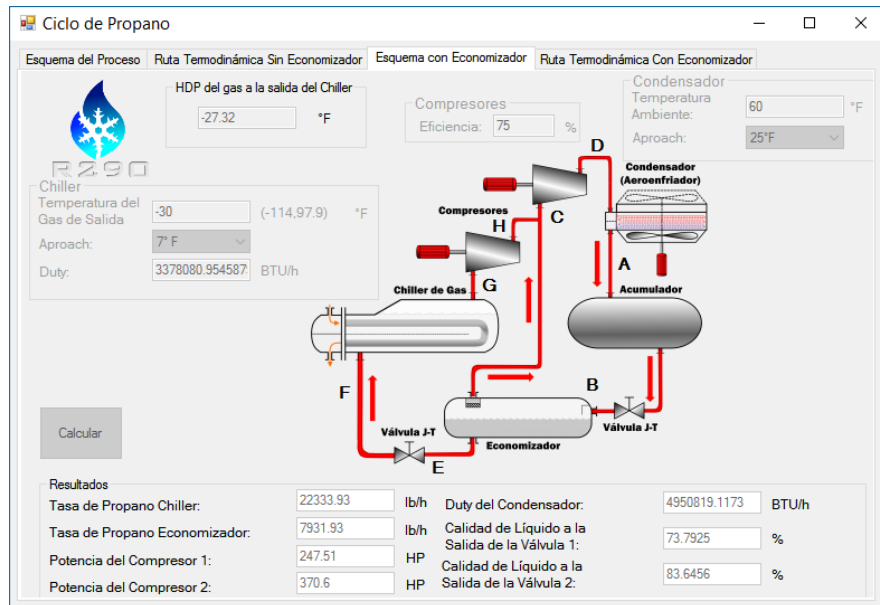 Ciclo de Propano
Esquema del Proceso
Ruta Termodinámica Sin Economizador
Esquema con Economizador
Ruta Termodinámica Con Economizador
R290
HDP del gas a la salida del Chiller
-27.32 °F
Compresores
Eficiencia: 75 %
Condensador
Temperatura
Ambiente:
60 °F
Aproach: 25°F
Chiller
Temperatura del
Gas de Salida
-30 (-114,97.9) °F
Aproach: 7° F
Duty: 3378080.954587 BTU/h
D
Condensador
(Aeroenfriador)
Compresores
H
C
A
G
Chiller de Gas
Acumulador
F
B
Válvula J-T
Válvula J-T
E
Economizador
Calcular
Resultados
Tasa de Propano Chiller: 22333.93 lb/h
Tasa de Propano Economizador: 7931.93 lb/h
Potencia del Compresor 1: 247.51 HP
Potencia del Compresor 2: 370.6 HP
Duty del Condensador: 4950819.1173 BTU/h
Calidad de Líquido a la
Salida de la Válvula 1:
73.7925 %
Calidad de Líquido a la
Salida de la Válvula 2:
83.6456 %